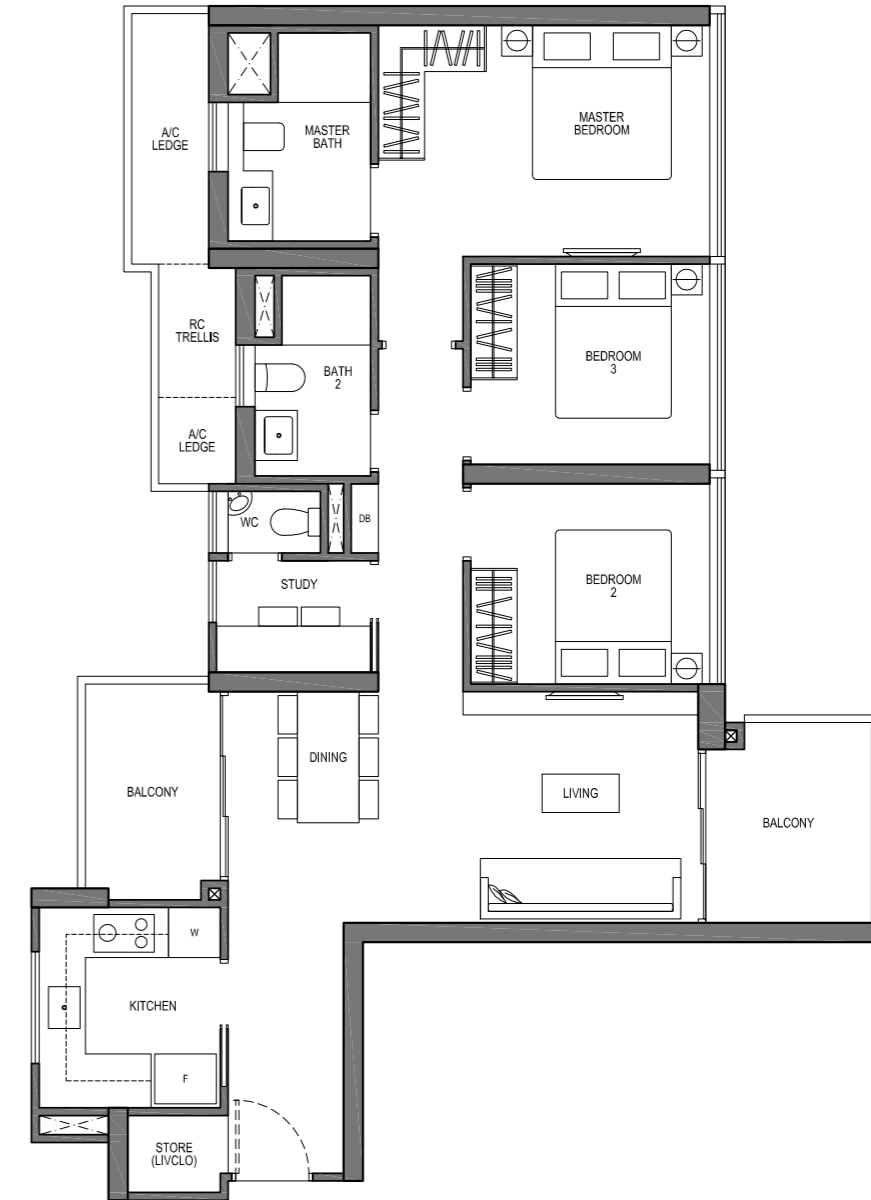 A/C
LEDGE
MASTER
BATH
MASTER
BEDROOM
RC
TRELLIS
BATH
2
BEDROOM
3
A/C
LEDGE
WC
DB
STUDY
BEDROOM
2
DINING
BALCONY
LIVING
BALCONY
W
KITCHEN
F
STORE
(LIVCLO)